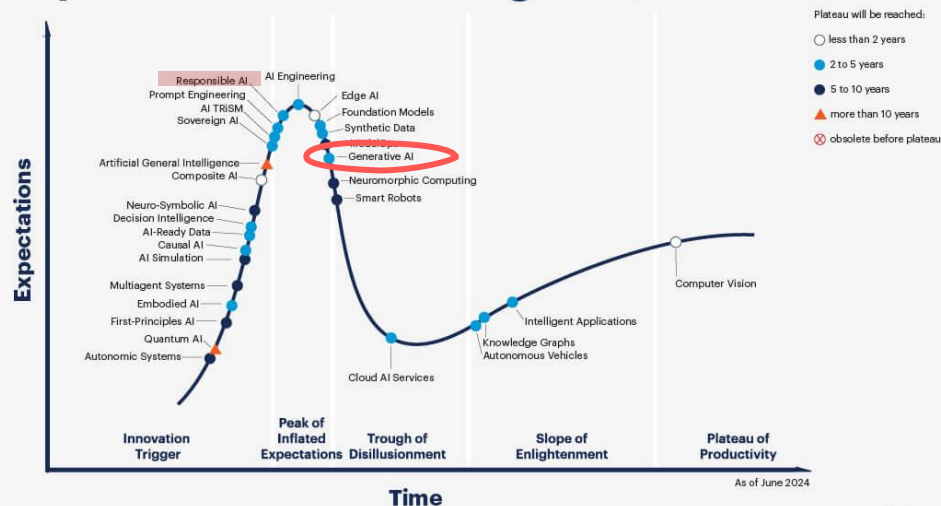 Plateau will be reached:
less than 2 years
2 to 5 years
5 to 10 years
more than 10 years
obsolete before plateau
Expectations
AI Engineering
Responsible AI
Prompt Engineering
AI TRiSM
Sovereign AI
Artificial General Intelligence
Composite AI
Neuro-Symbolic AI
Decision Intelligence
AI-Ready Data
Causal AI
AI Simulation
Multiagent Systems
Embodied AI
First-Principles AI
Quantum AI
Autonomic Systems
Edge AI
Foundation Models
Synthetic Data
Generative AI
Neuromorphic Computing
Smart Robots
Cloud AI Services
Autonomous Vehicles
Knowledge Graphs
Intelligent Applications
Computer Vision
Innovation
Trigger
Peak of
Inflated
Expectations
Trough of
Disillusionment
Slope of
Enlightenment
Plateau of
Productivity
Time
As of June 2024